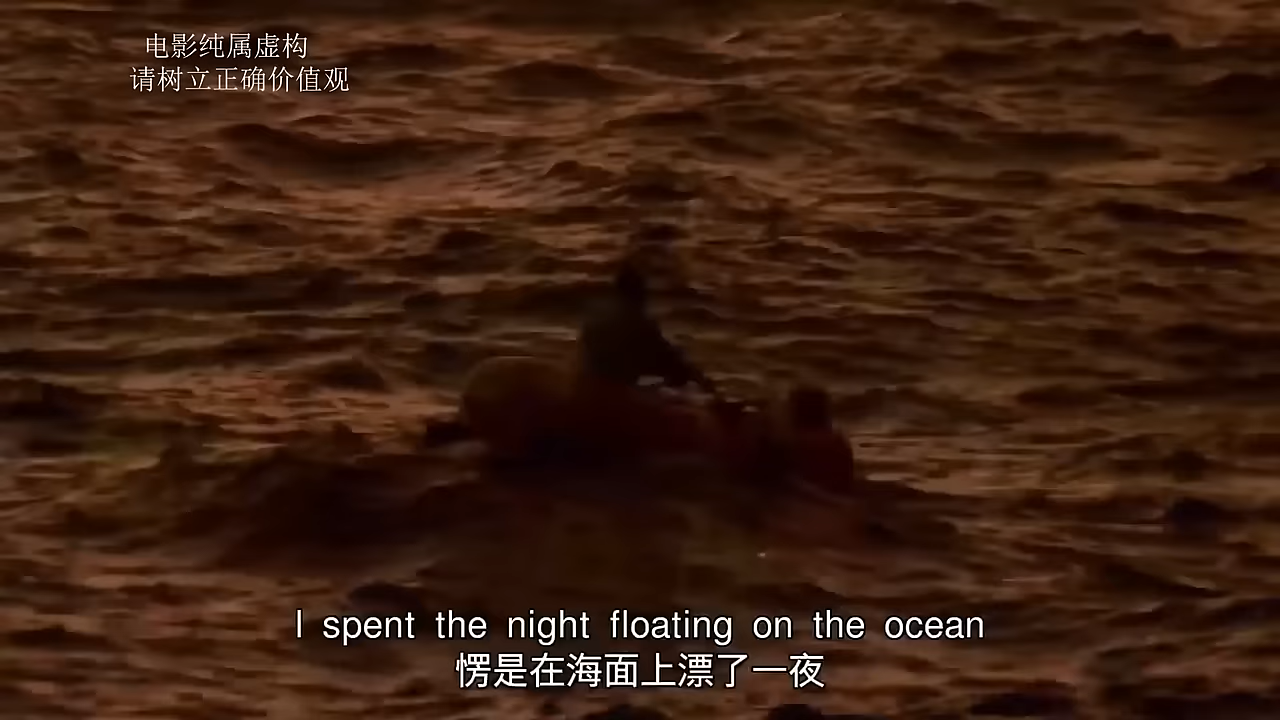 电影纯属虚构
请树立正确价值观
I spent the night floating on the ocean
愣是在海面上漂了一夜